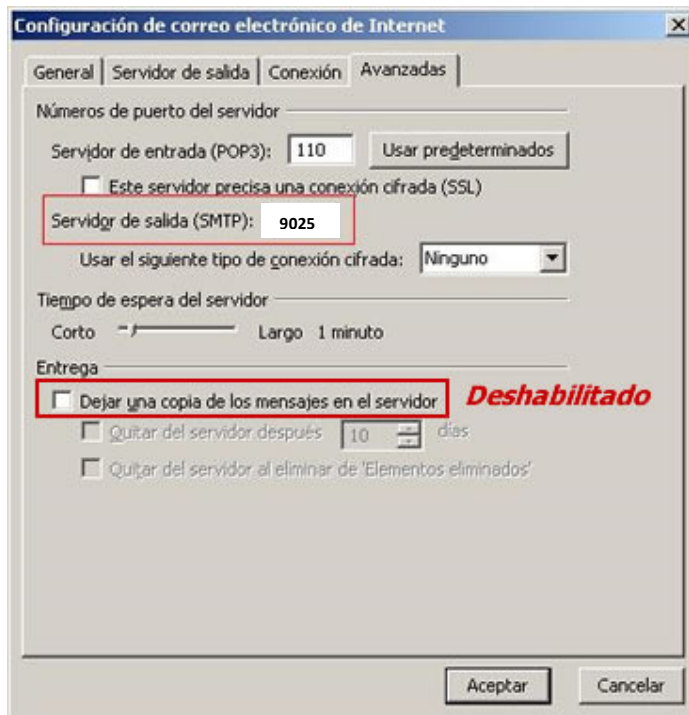 Configuración de correo electrónico de Internet
General Servidor de salida Conexión Avanzadas
Números de puerto del servidor
Servidor de entrada (POP3): 110 Usar predeterminados
Este servidor precisa una conexión cifrada (SSL)
Servidor de salida (SMTP): 9025
Usar el siguiente tipo de conexión cifrada: Ninguno
Tiempo de espera del servidor
Corto Largo 1 minuto
Entrega
Dejar una copia de los mensajes en el servidor Deshabilitado
Quitar del servidor después 10 días
Quitar del servidor al eliminar de 'Elementos eliminados'
Aceptar Cancelar